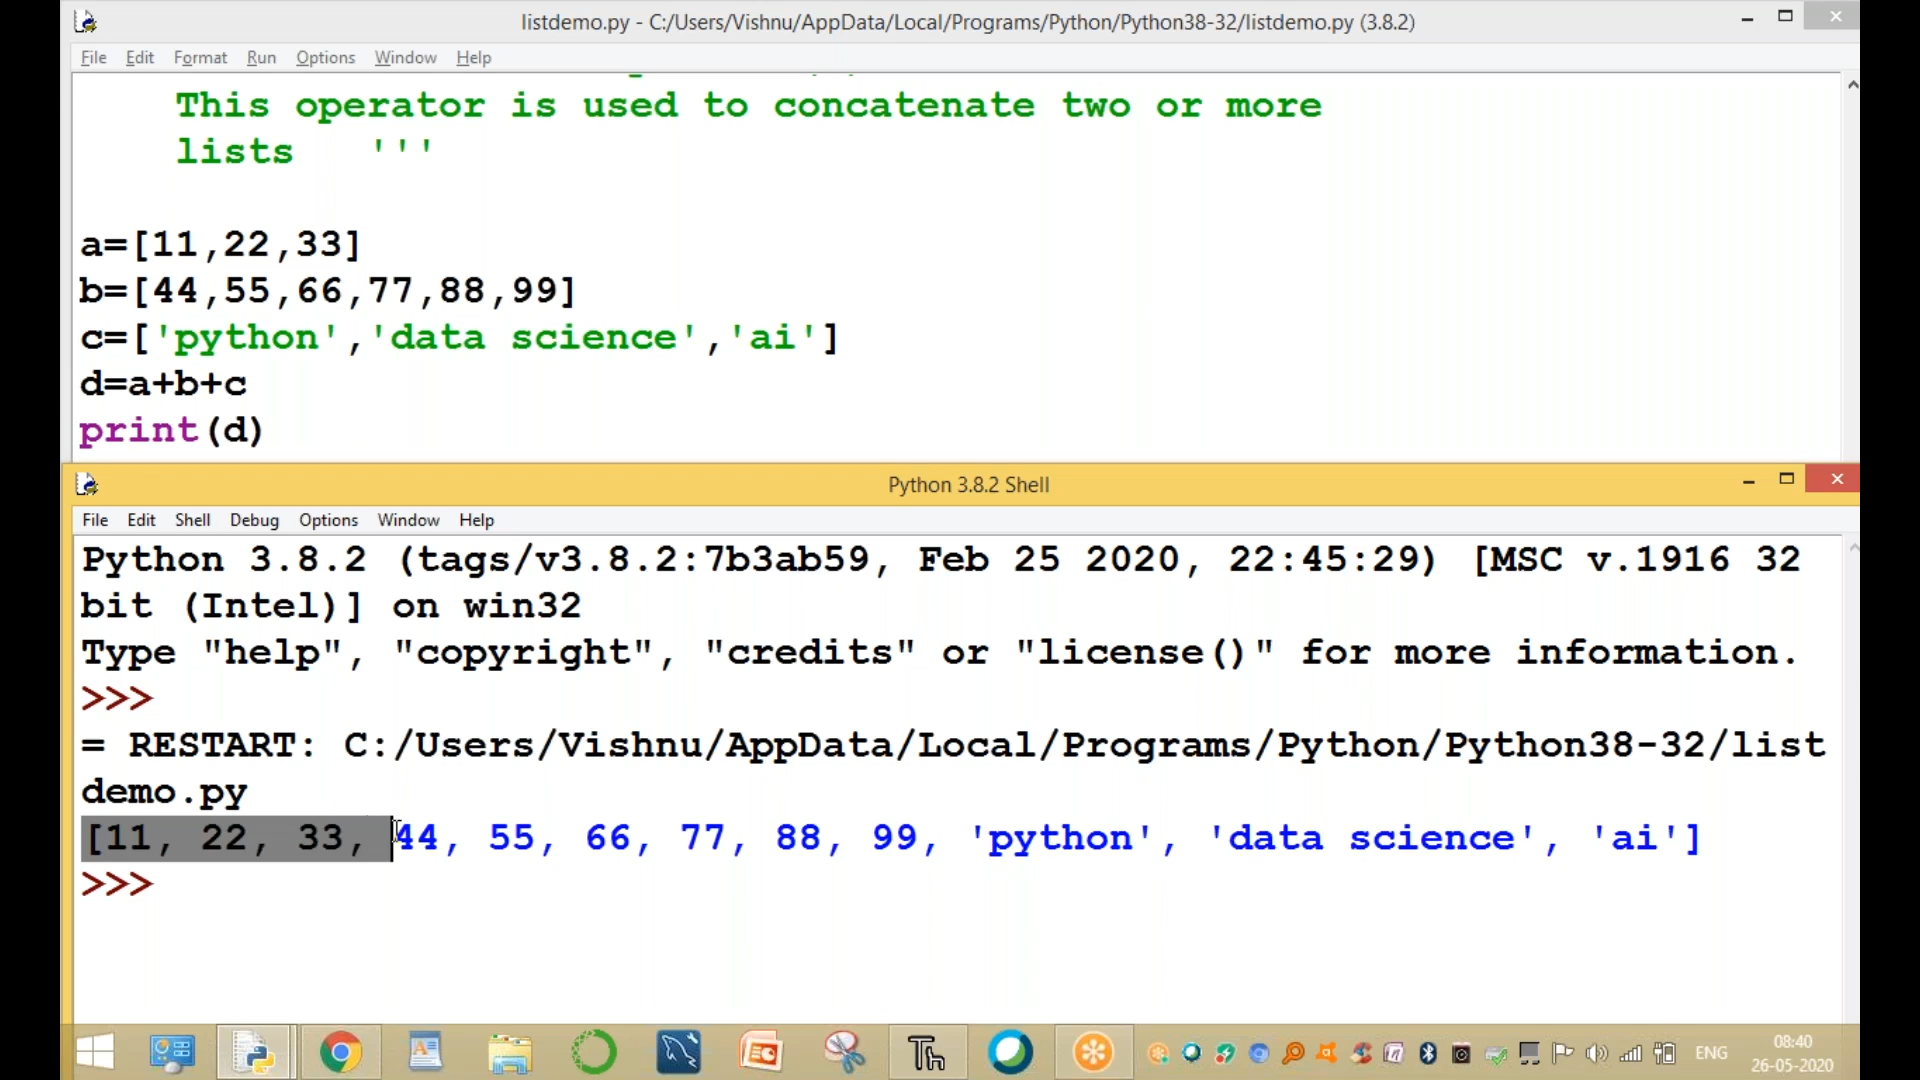 listdemo.py - C:/Users/Vishnu/AppData/Local/Programs/Python/Python38-32/listdemo.py (3.8.2)
File Edit Format Run Options Window Help
This operator is used to concatenate two or more
lists '''
a=[11,22,33]
b=[44,55,66,77,88,99]
c=['python','data science','ai']
d=a+b+c
print(d)
Python 3.8.2 Shell
File Edit Shell Debug Options Window Help
Python 3.8.2 (tags/v3.8.2:7b3ab59, Feb 25 2020, 22:45:29) [MSC v.1916 32
bit (Intel)] on win32
Type "help", "copyright", "credits" or "license()" for more information.
>>>
= RESTART: C:/Users/Vishnu/AppData/Local/Programs/Python/Python38-32/list
demo.py
[11, 22, 33, 44, 55, 66, 77, 88, 99, 'python', 'data science', 'ai']
>>>
Th
ENG
08:40
26-05-2020